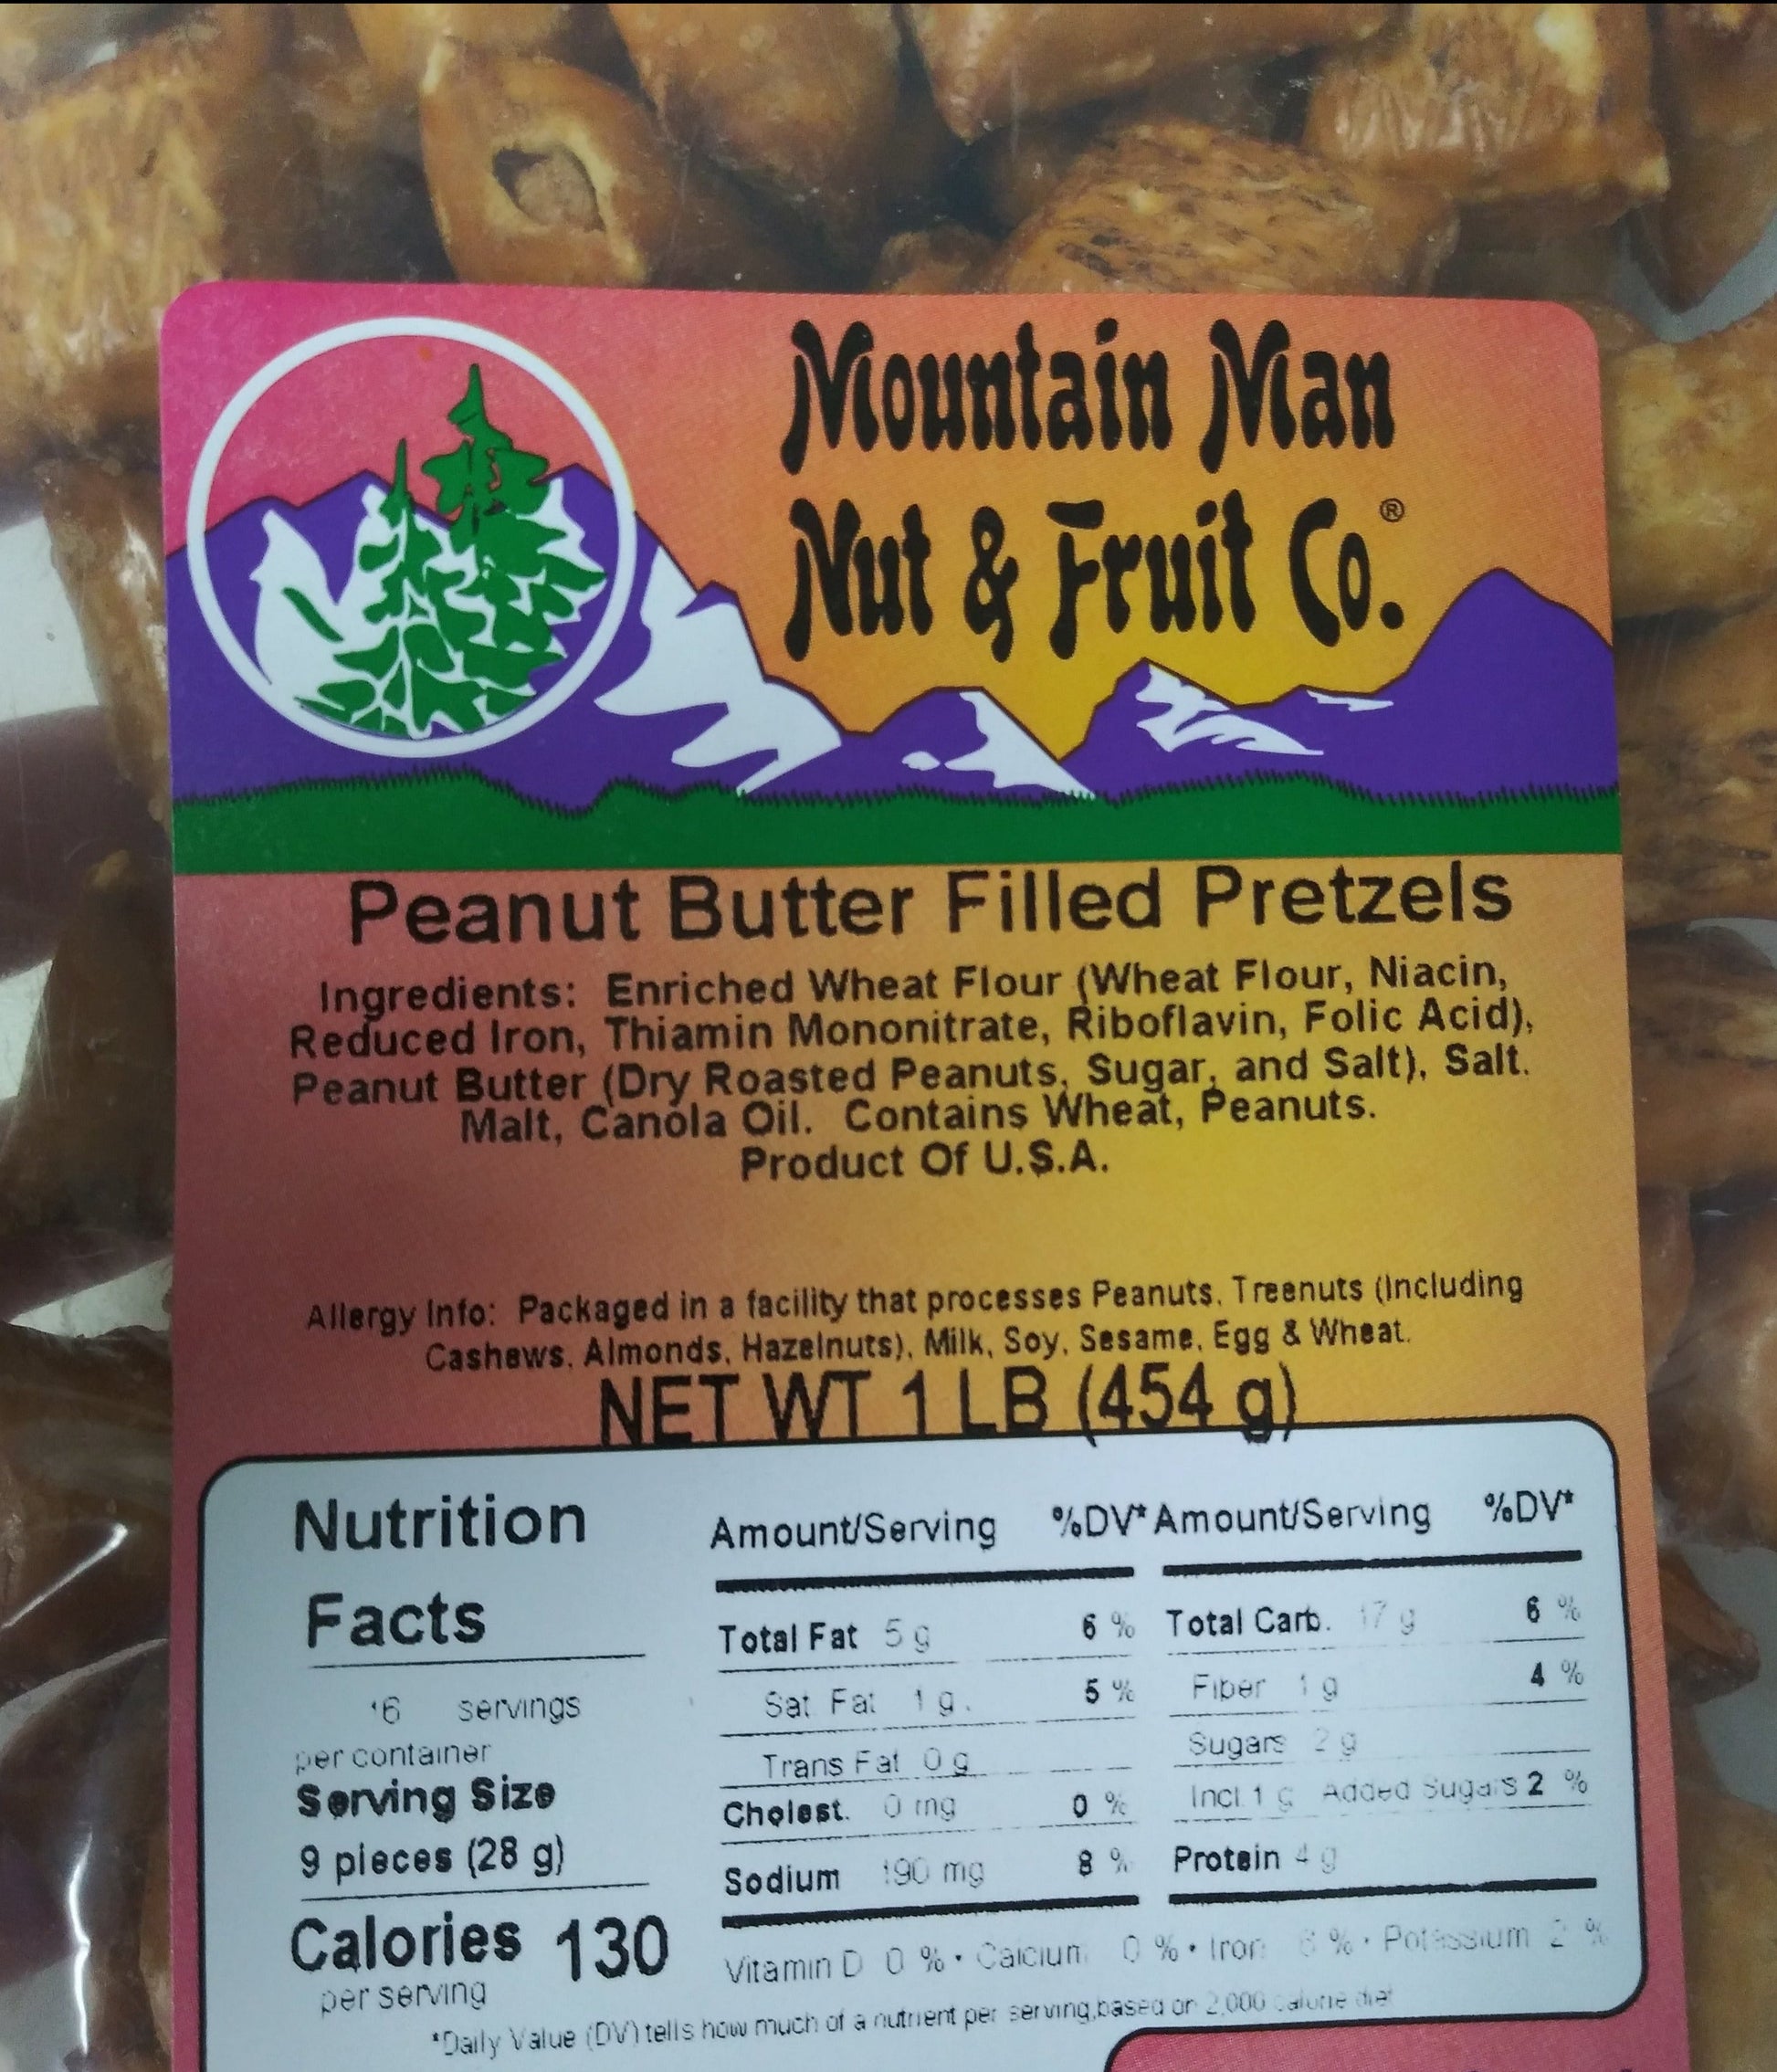 Mountain Man
Nut & Fruit Co.®
Peanut Butter Filled Pretzels
Ingredients: Enriched Wheat Flour (Wheat Flour, Niacin,
Reduced Iron, Thiamin Mononitrate, Riboflavin, Folic Acid),
Peanut Butter (Dry Roasted Peanuts, Sugar, and Salt), Salt.
Malt, Canola Oil. Contains Wheat, Peanuts.
Product Of U.S.A.
Allergy Info: Packaged in a facility that processes Peanuts, Treenuts (Including
Cashews, Almonds, Hazelnuts), Milk, Soy, Sesame, Egg & Wheat.
NET WT 1 LB (454 g)
Nutrition
Facts
16 servings
per container
Serving Size
9 pieces (28 g)
Calories 130
per serving
Amount/Serving %DV*
Total Fat 5 g 6 %
Sat Fat 1 g. 5 %
Trans Fat 0 g
Cholest. 0 mg 0 %
Sodium 190 mg 8 %
Amount/Serving %DV*
Total Carb. 17 g 6 %
Fiber 1 g 4 %
Sugars 2 g
Incl. 1 g Added Sugars 2 %
Protein 4 g
Vitamin D 0 % • Calcium 0 % • Iron % • Potassium 2 %
*Daily Value (DV) tells how much of a nutrient per serving,based on 2,000 calorie diet